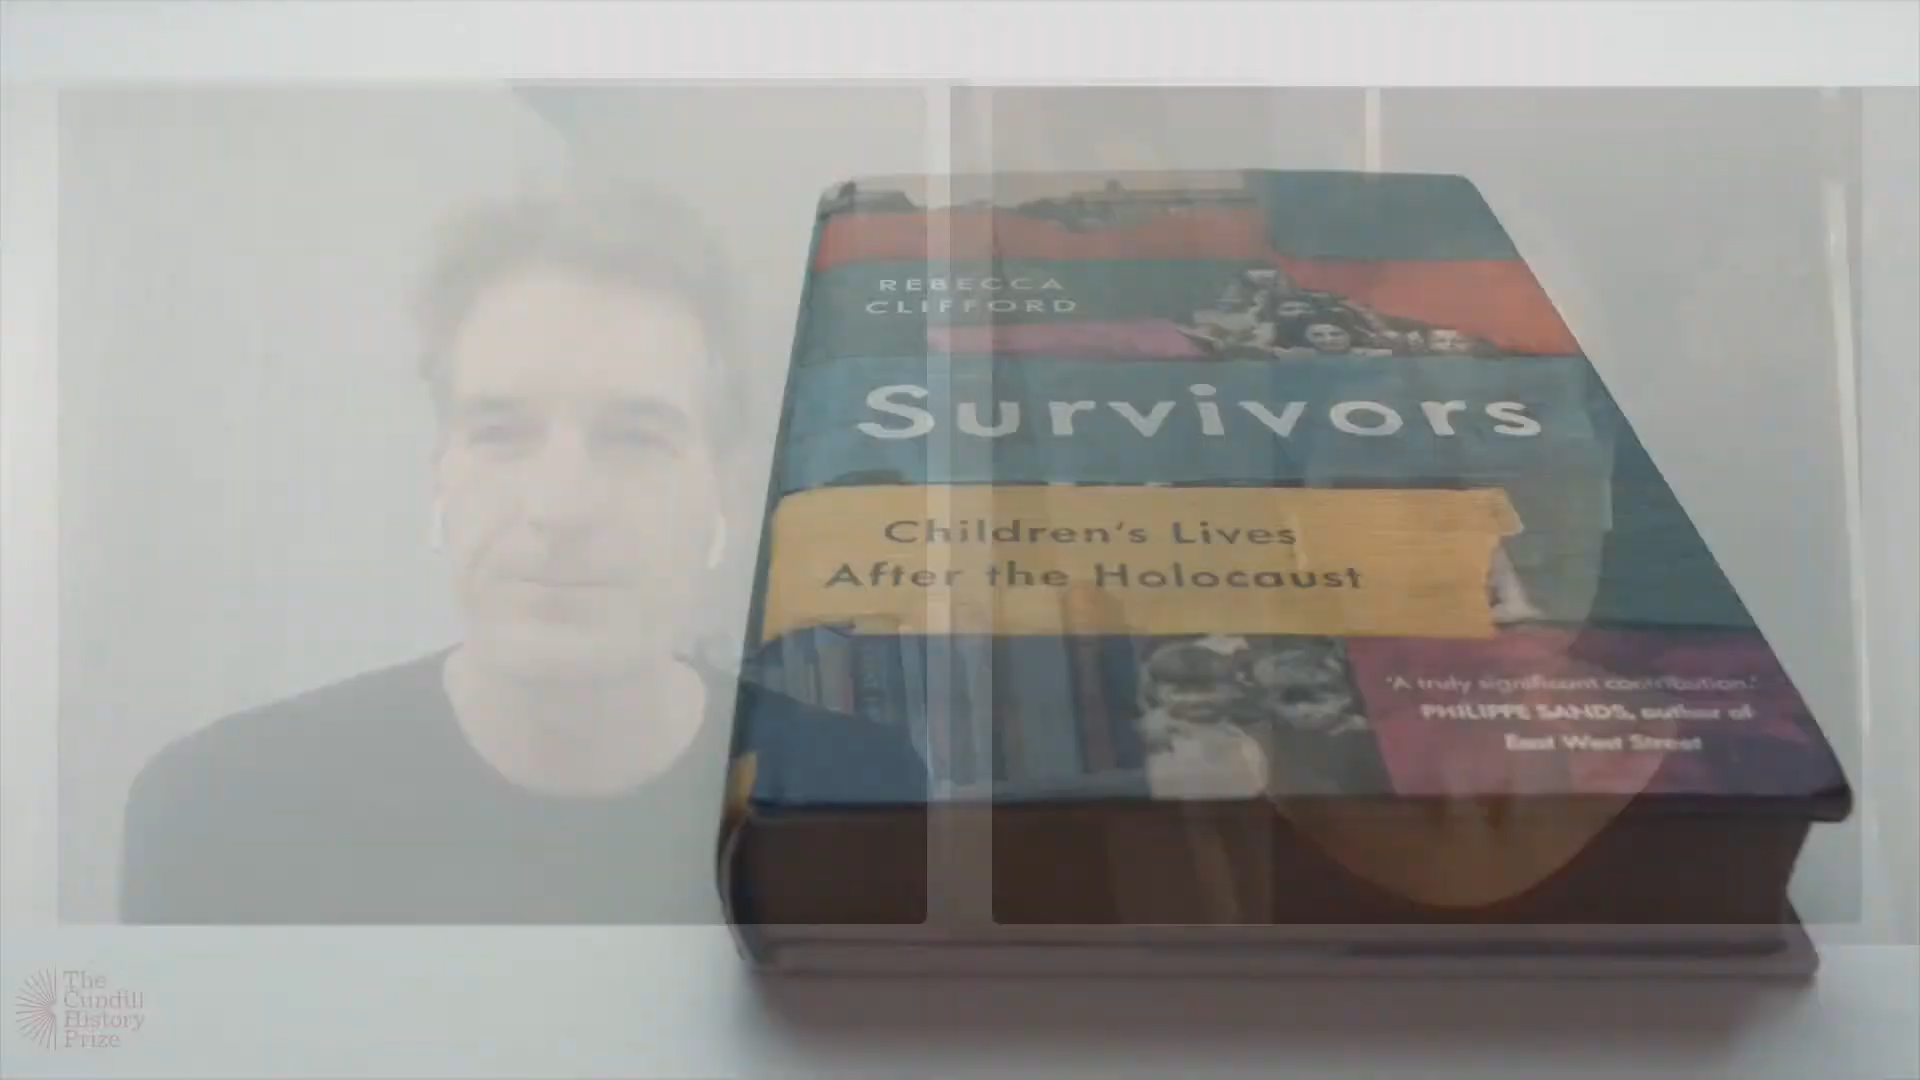 REBECCA
CLIFFORD
Survivors
Children's Lives
After the Holocaust
'A truly significant contribution.'
PHILIPPE SANDS, author of
East West Street
The
Cundill
History
Prize